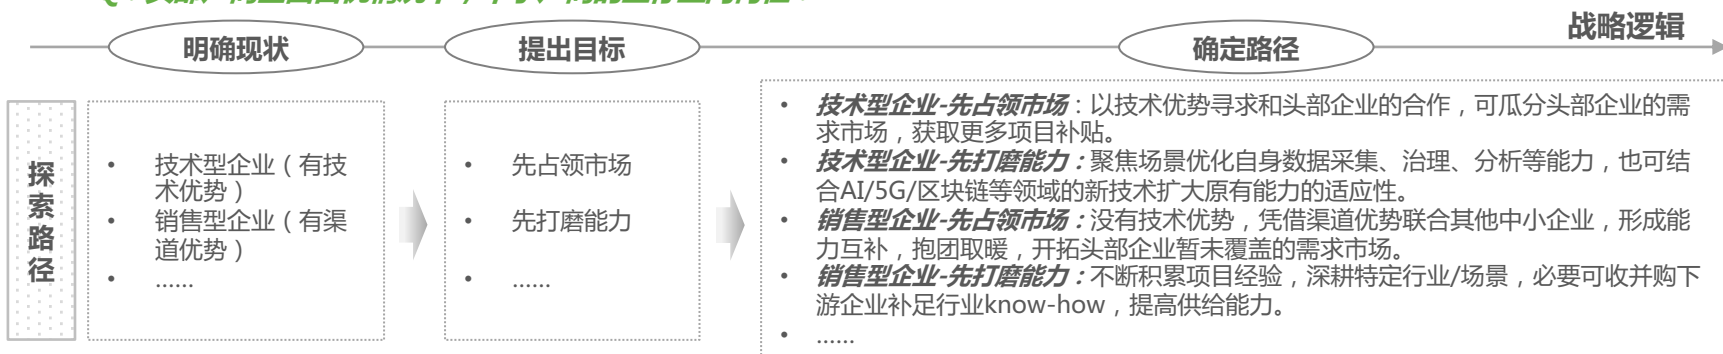 战略逻辑
明确现状
提出目标
确定路径
探索路径
• 技术型企业（有技
术优势）
• 销售型企业（有渠
道优势）
• ……
• 先占领市场
• 先打磨能力
• ……
• 技术型企业-先占领市场：以技术优势寻求和头部企业的合作，可瓜分头部企业的需
求市场，获取更多项目补贴。
• 技术型企业-先打磨能力：聚焦场景优化自身数据采集、治理、分析等能力，也可结
合AI/5G/区块链等领域的新技术扩大原有能力的适应性。
• 销售型企业-先占领市场：没有技术优势，凭借渠道优势联合其他中小企业，形成能
力互补，抱团取暖，开拓头部企业暂未覆盖的需求市场。
• 销售型企业-先打磨能力：不断积累项目经验，深耕特定行业/场景，必要可收并购下
游企业补足行业know-how，提高供给能力。
• ……